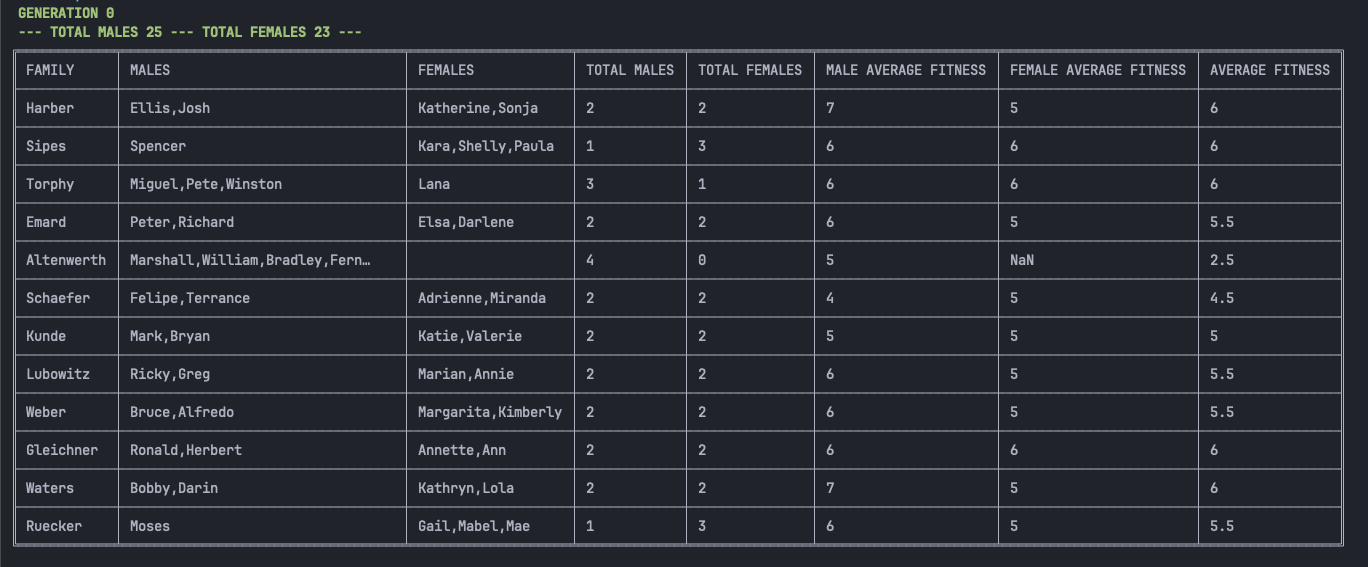 GENERATION 0
--- TOTAL MALES 25 --- TOTAL FEMALES 23 ---
FAMILY MALES FEMALES TOTAL MALES TOTAL FEMALES MALE AVERAGE FITNESS FEMALE AVERAGE FITNESS AVERAGE FITNESS
Harber Ellis,Josh Katherine,Sonja 2 2 7 5 6
Sipes Spencer Kara,Shelly,Paula 1 3 6 6 6
Torphy Miguel,Pete,Winston Lana 3 1 6 6 6
Emard Peter,Richard Elsa,Darlene 2 2 6 5 5.5
Altenwerth Marshall,William,Bradley,Fern… 4 0 5 NaN 2.5
Schaefer Felipe,Terrance Adrienne,Miranda 2 2 4 5 4.5
Kunde Mark,Bryan Katie,Valerie 2 2 5 5 5
Lubowitz Ricky,Greg Marian,Annie 2 2 6 5 5.5
Weber Bruce,Alfredo Margarita,Kimberly 2 2 6 5 5.5
Gleichner Ronald,Herbert Annette,Ann 2 2 6 6 6
Waters Bobby,Darin Kathryn,Lola 2 2 7 5 6
Ruecker Moses Gail,Mabel,Mae 1 3 6 5 5.5